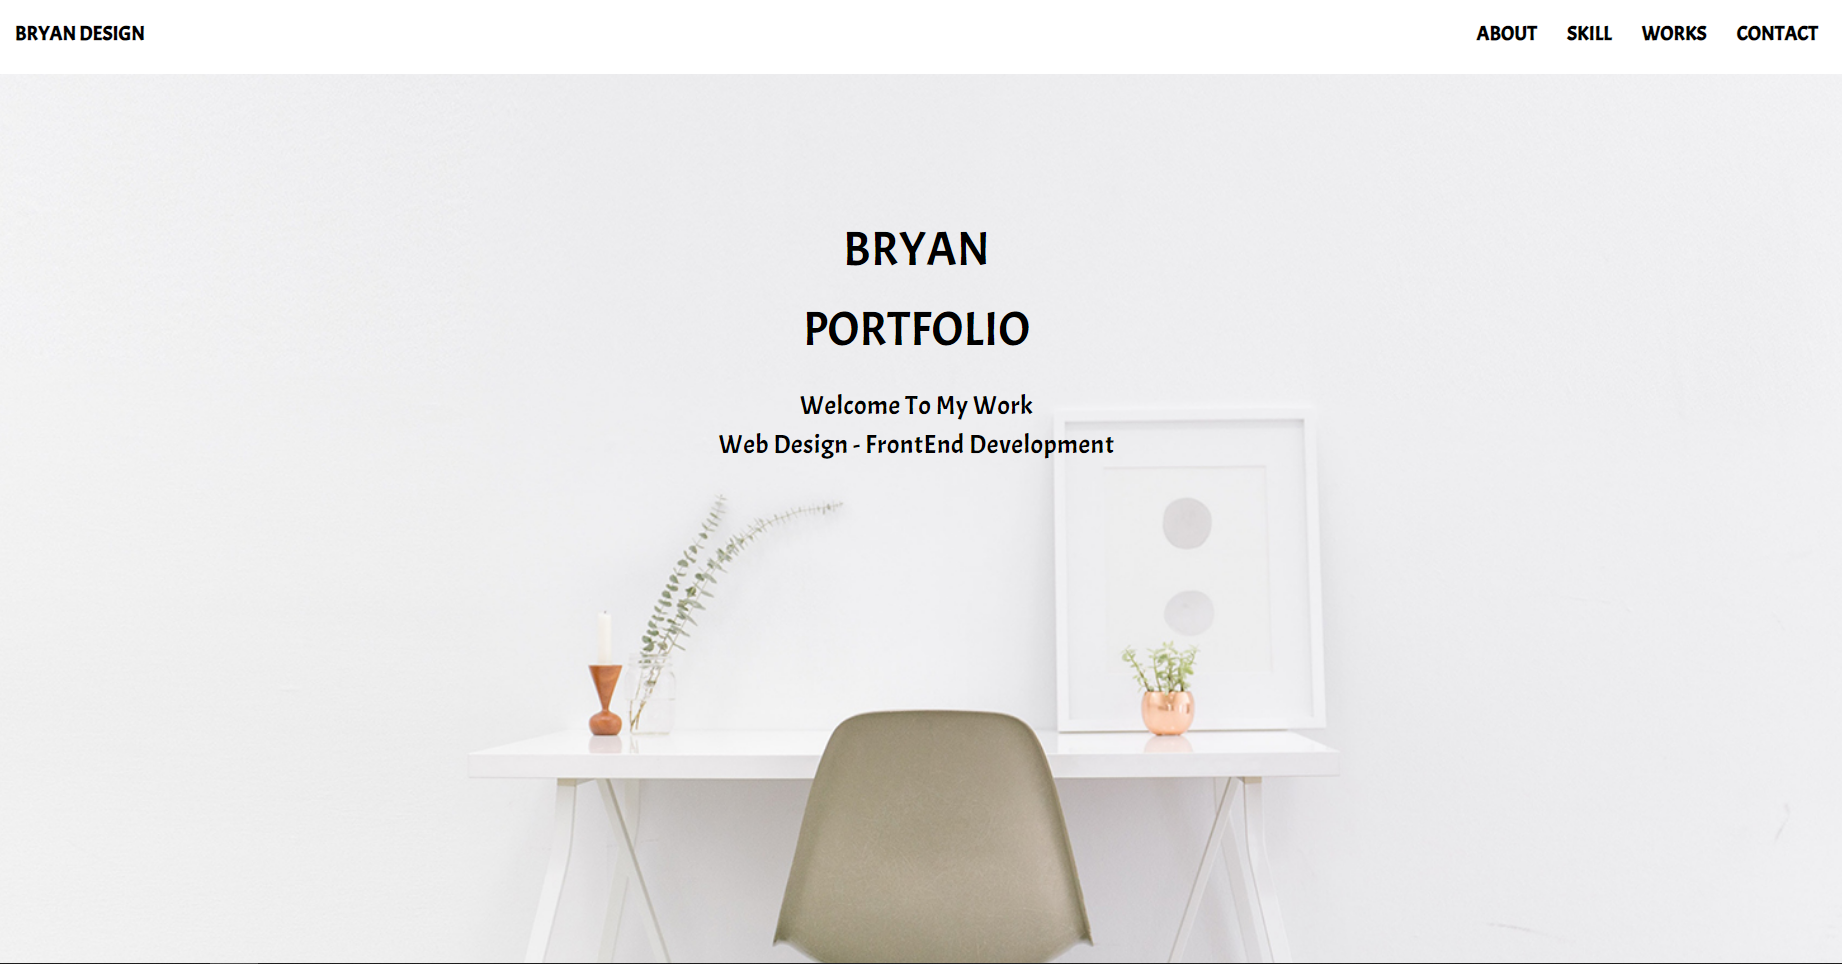 BRYAN DESIGN
ABOUT SKILL WORKS CONTACT
BRYAN
PORTFOLIO
Welcome To My Work
Web Design - FrontEnd Development